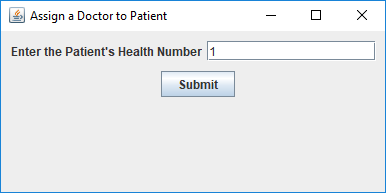 Assign a Doctor to Patient
Enter the Patient's Health Number 1
Submit